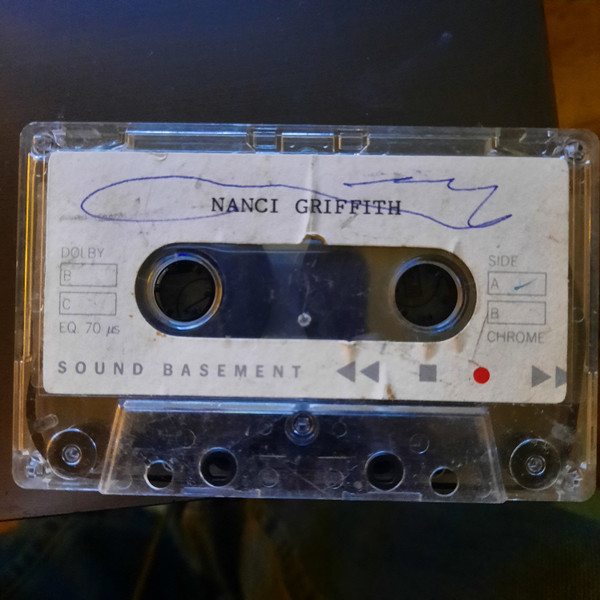 NANCI GRIFFITH
DOLBY
B
C
EQ. 70 µs
SIDE
A
B
CHROME
SOUND BASEMENT